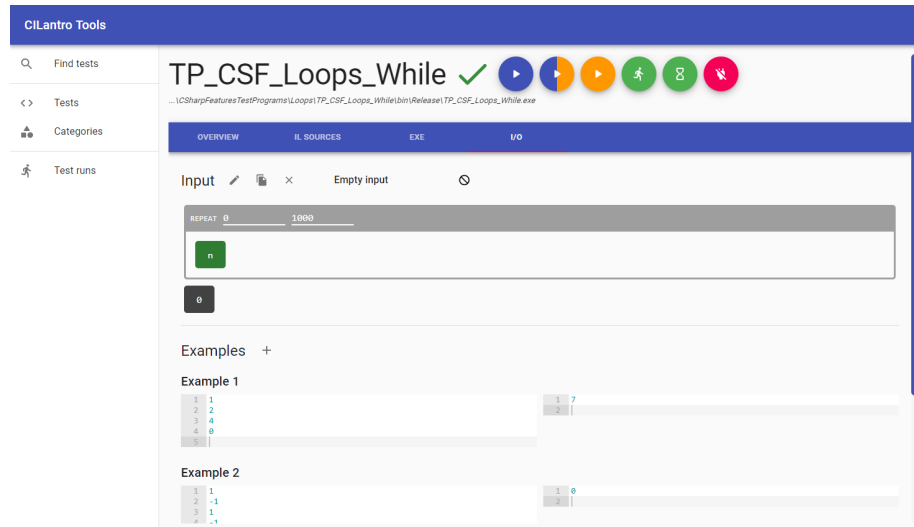 CILantro Tools
Find tests
Tests
Categories
Test runs
TP_CSF_Loops_While
...\CSharpFeaturesTestPrograms\Loops\TP_CSF_Loops_While\bin\Release\TP_CSF_Loops_While.exe
OVERVIEW IL SOURCES EXE I/O
Input Empty input
REPEAT 0 1000
n
0
Examples
Example 1
1 1
2 2
3 4
4 0
5
1 7
2
Example 2
1 1
2 -1
3 1
4 -1
1 0
2